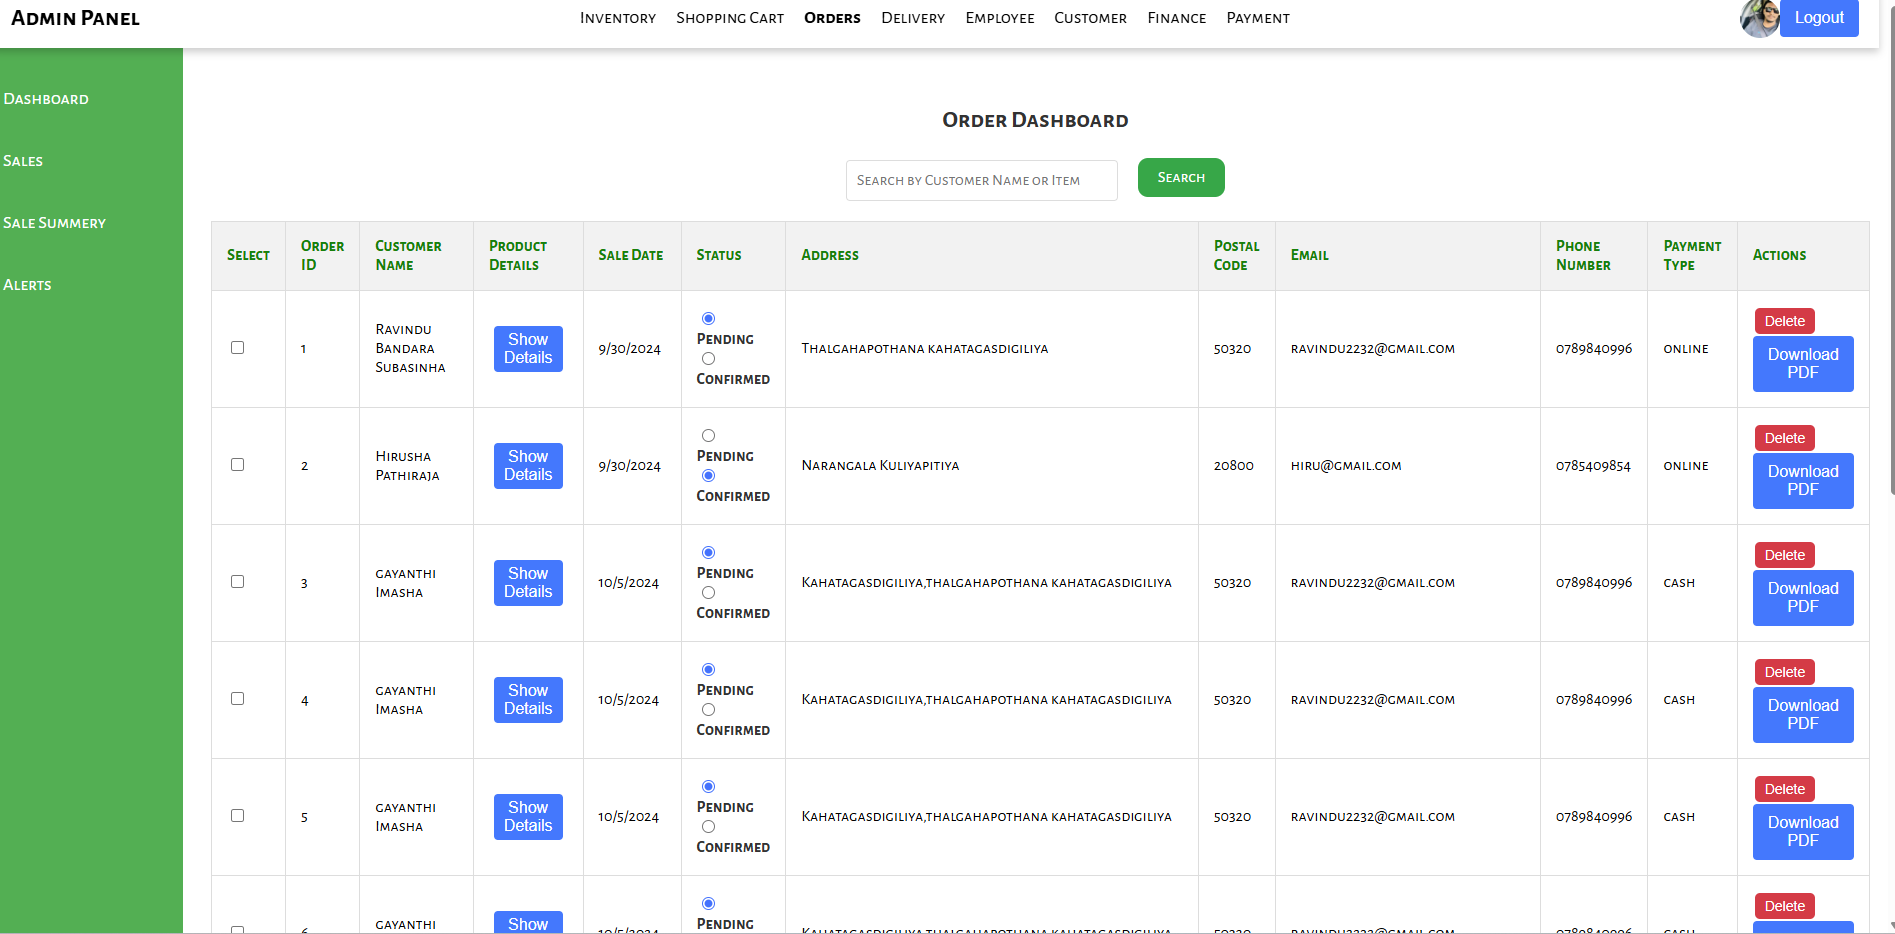 Admin Panel
Inventory Shopping Cart Orders Delivery Employee Customer Finance Payment
Logout
Dashboard
Sales
Sale Summery
Alerts
Order Dashboard
Search by Customer Name or Item
Search
Select
Order
ID
Customer
Name
Product
Details
Sale Date
Status
Address
Postal
Code
Email
Phone
Number
Payment
Type
Actions
1
Ravindu
Bandara
Subasinha
Show
Details
9/30/2024
Pending
Confirmed
Thalgahapothana kahatagasdigiliya
50320
ravindu2232@gmail.com
0789840996
online
Delete
Download
PDF
2
Hirusha
Pathiraja
Show
Details
9/30/2024
Pending
Confirmed
Narangala Kuliyapitiya
20800
hiru@gmail.com
0785409854
online
Delete
Download
PDF
3
gayanthi
Imasha
Show
Details
10/5/2024
Pending
Confirmed
Kahatagasdigiliya,thalgahapothana kahatagasdigiliya
50320
ravindu2232@gmail.com
0789840996
cash
Delete
Download
PDF
4
gayanthi
Imasha
Show
Details
10/5/2024
Pending
Confirmed
Kahatagasdigiliya,thalgahapothana kahatagasdigiliya
50320
ravindu2232@gmail.com
0789840996
cash
Delete
Download
PDF
5
gayanthi
Imasha
Show
Details
10/5/2024
Pending
Confirmed
Kahatagasdigiliya,thalgahapothana kahatagasdigiliya
50320
ravindu2232@gmail.com
0789840996
cash
Delete
Download
PDF
gayanthi
Show
Pending
Delete